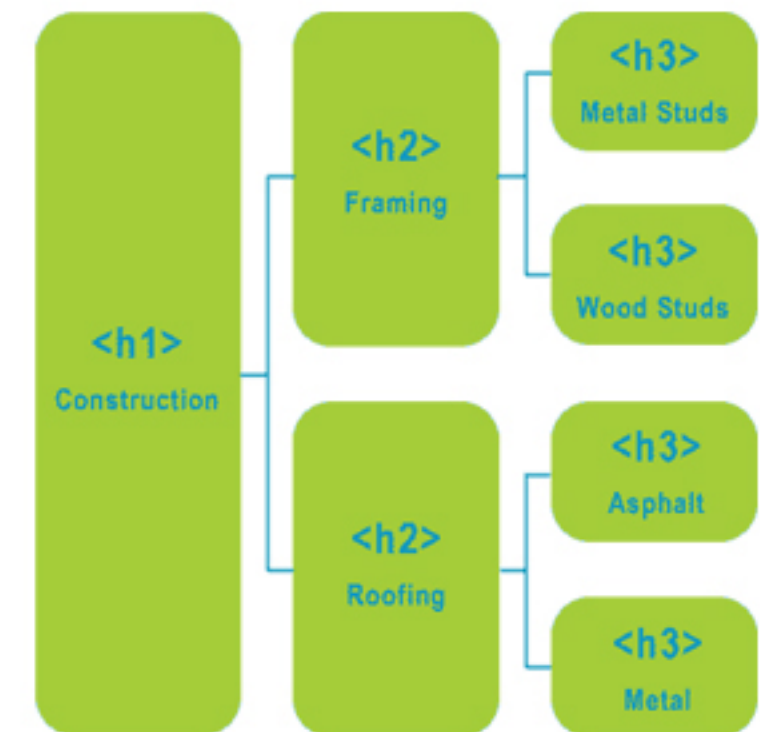 <h1>
Construction
<h2>
Framing
<h3>
Metal Studs
<h3>
Wood Studs
<h2>
Roofing
<h3>
Asphalt
<h3>
Metal